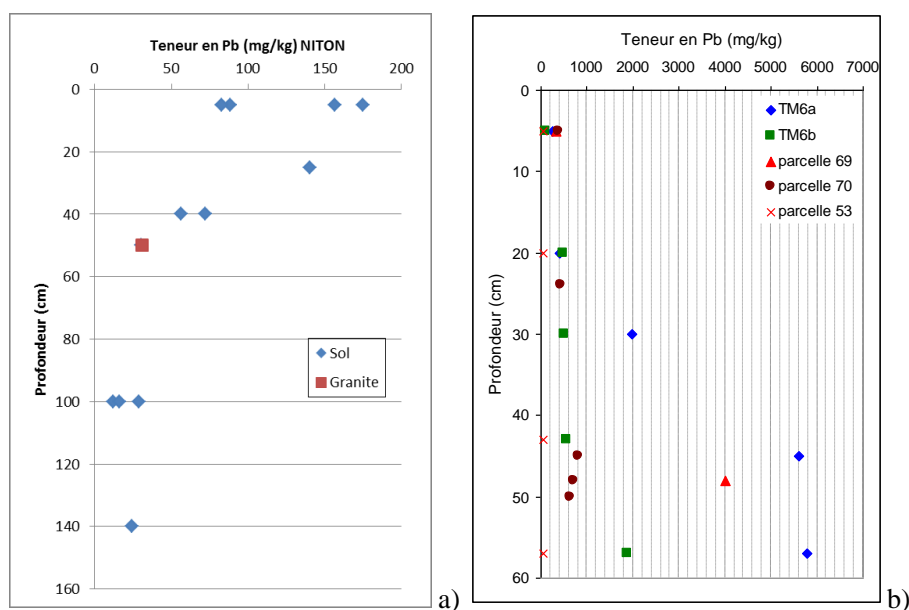 Teneur en Pb (mg/kg) NITON
0 50 100 150 200
0
20
40
60
80
100
120
140
160
Profondeur (cm)
Sol
Granite
a)
Teneur en Pb (mg/kg)
0 1000 2000 3000 4000 5000 6000 7000
0
10
20
30
40
50
60
Profondeur (cm)
TM6a
TM6b
parcelle 69
parcelle 70
parcelle 53
b)